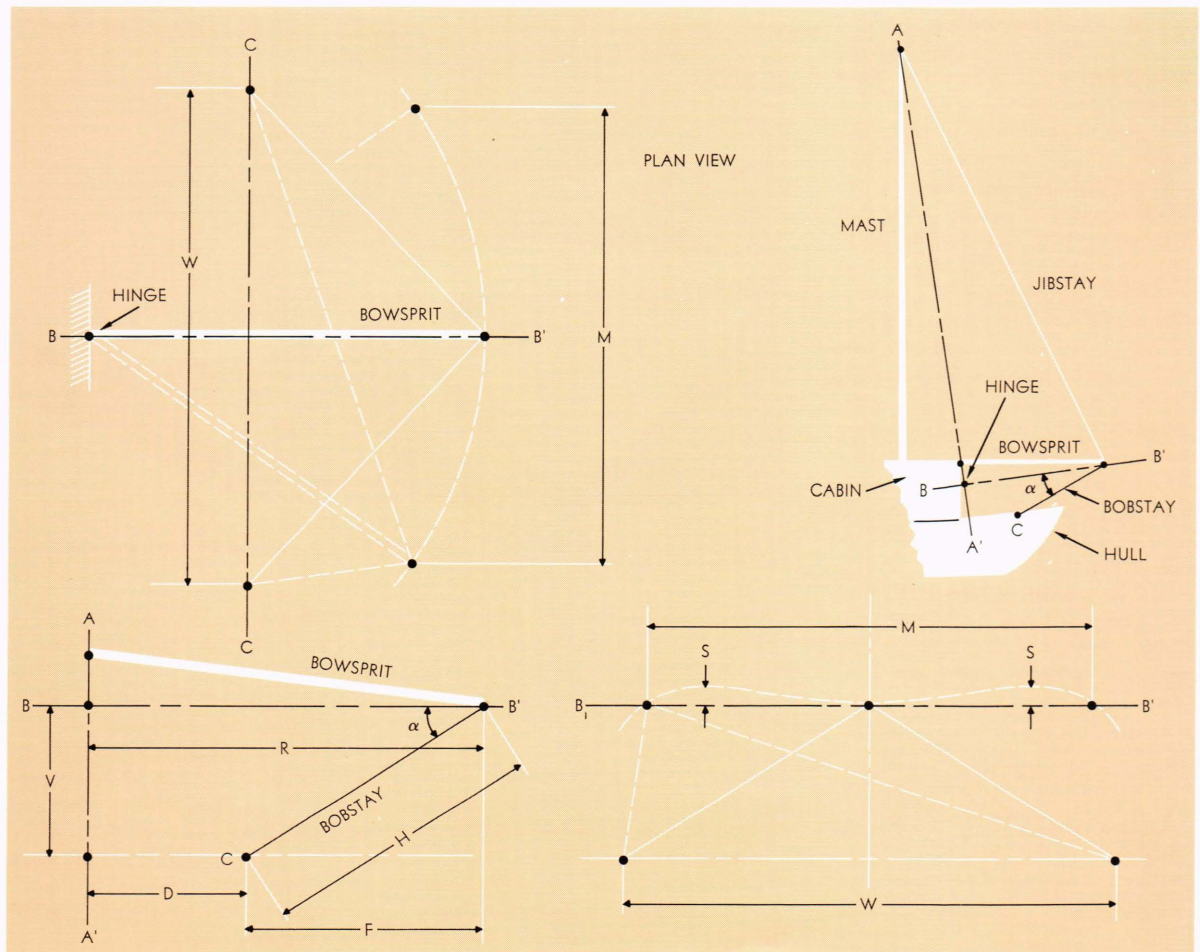 C
W
HINGE
B
BOWSPRIT
B'
M
PLAN VIEW
C
A
MAST
JIBSTAY
HINGE
BOWSPRIT
B'
CABIN
B
α
BOBSTAY
C
A'
HULL
A
BOWSPRIT
B
B'
α
R
V
BOBSTAY
H
C
D
F
A'
M
S
S
B
B'
W